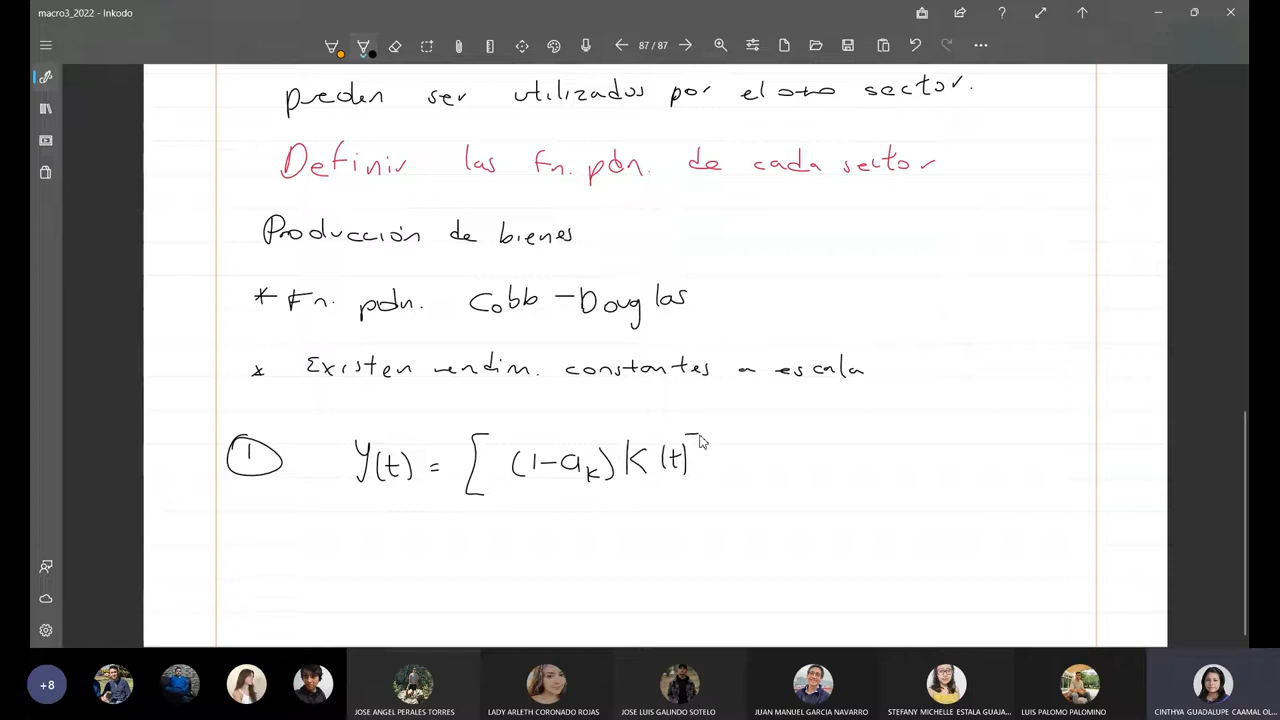 macro3_2022 - Inkodo
87 / 87
pueden ser utilizados por el otro sector.
Definir las Fn. pdn. de cada sector
Producción de bienes
* Fn. pdn. Cobb-Douglas
* Existen rendim. constantes a escala
① Y(t) = [ (1-a_K) K(t)]
+8
JOSE ANGEL PERALES TORRES
LADY ARLETH CORONADO ROJAS
JOSE LUIS GALINDO SOTELO
JUAN MANUEL GARCIA NAVARRO
STEFANY MICHELLE ESTALA GUAJA...
LUIS PALOMO PALOMINO
CINTHYA GUADALUPE CAAMAL OL...